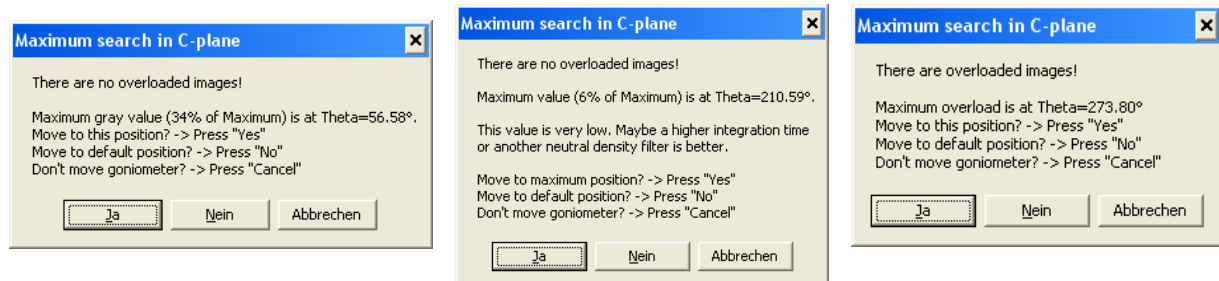 Maximum search in C-plane
There are no overloaded images!
Maximum gray value (34% of Maximum) is at Theta=56.58°.
Move to this position? -> Press "Yes"
Move to default position? -> Press "No"
Don't move goniometer? -> Press "Cancel"
Ja Nein Abbrechen
Maximum search in C-plane
There are no overloaded images!
Maximum value (6% of Maximum) is at Theta=210.59°.
This value is very low. Maybe a higher integration time
or another neutral density filter is better.
Move to maximum position? -> Press "Yes"
Move to default position? -> Press "No"
Don't move goniometer? -> Press "Cancel"
Ja Nein Abbrechen
Maximum search in C-plane
There are overloaded images!
Maximum overload is at Theta=273.80°
Move to this position? -> Press "Yes"
Move to default position? -> Press "No"
Don't move goniometer? -> Press "Cancel"
Ja Nein Abbrechen